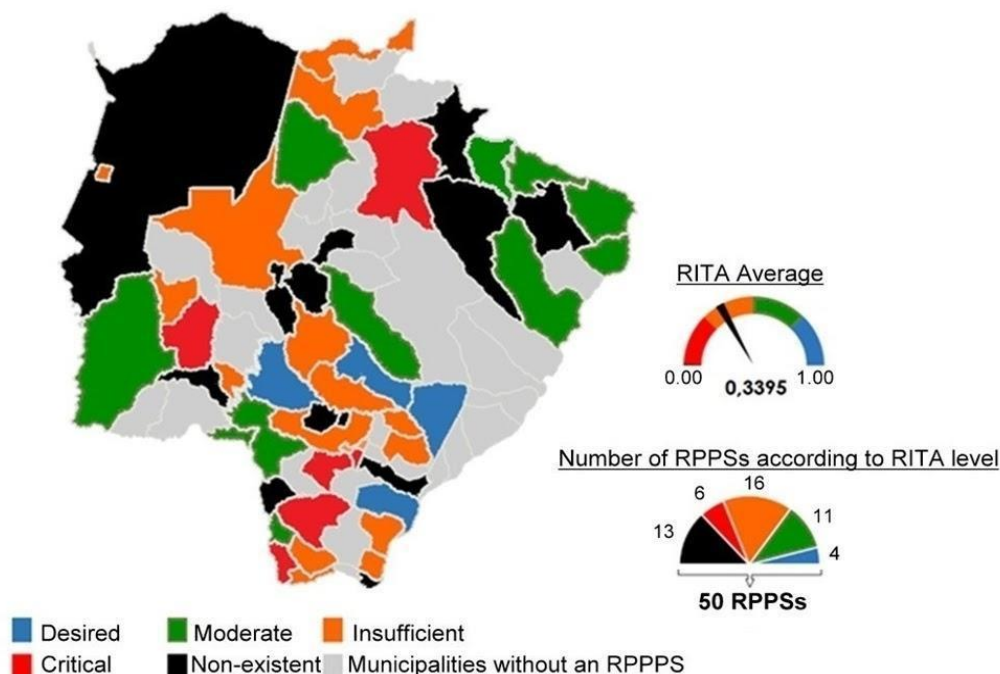 RITA Average
0.00
0,3395
1.00
Number of RPPSs according to RITA level
13
6
16
11
4
50 RPPSs
Desired
Moderate
Insufficient
Critical
Non-existent
Municipalities without an RPPPS